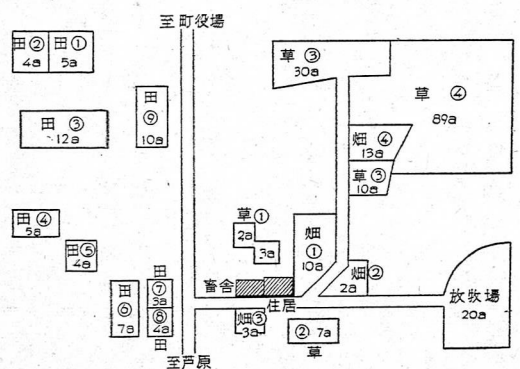 至町役場
田② 田①
4a 5a
田③
12a
田
⑨
10a
草③
30a
草④
89a
畑④
13a
草③
10a
田④
5a
田⑤
4a
草①
2a
3a
畑
①
10a
畑②
2a
畜舎
住居
放牧場
20a
田
⑥
7a
田
⑦
3a
⑧
4a
田
畑③
3a
②7a
草
至芦原